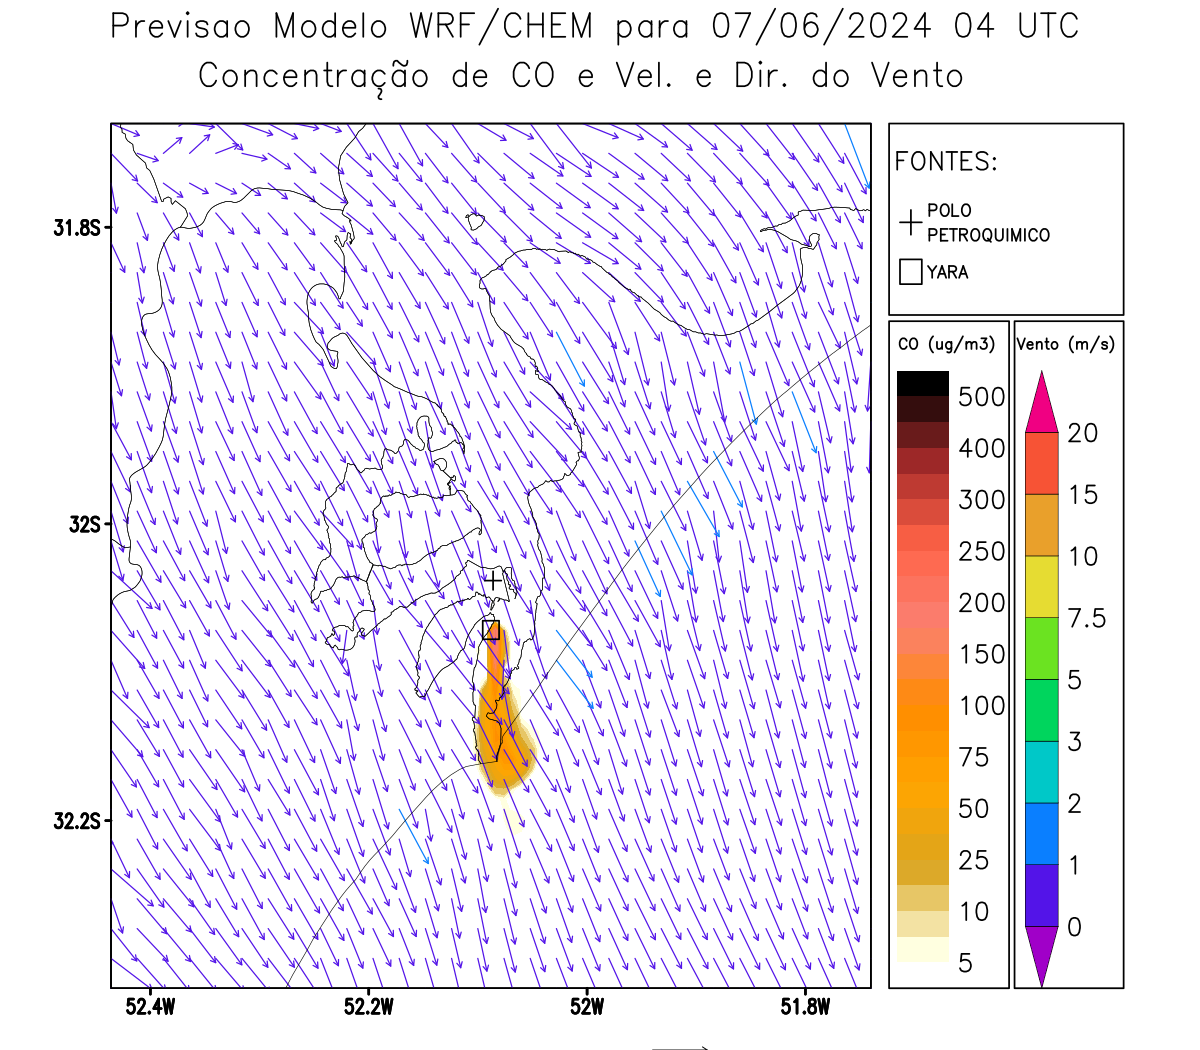 Previsao Modelo WRF/CHEM para 07/06/2024 04 UTC
Concentração de CO e Vel. e Dir. do Vento
FONTES:
POLO
PETROQUIMICO
YARA
CO (ug/m3)
500
400
300
250
200
150
100
75
50
25
10
5
Vento (m/s)
20
15
10
7.5
5
3
2
1
0
31.8S
32S
32.2S
52.4W
52.2W
52W
51.8W